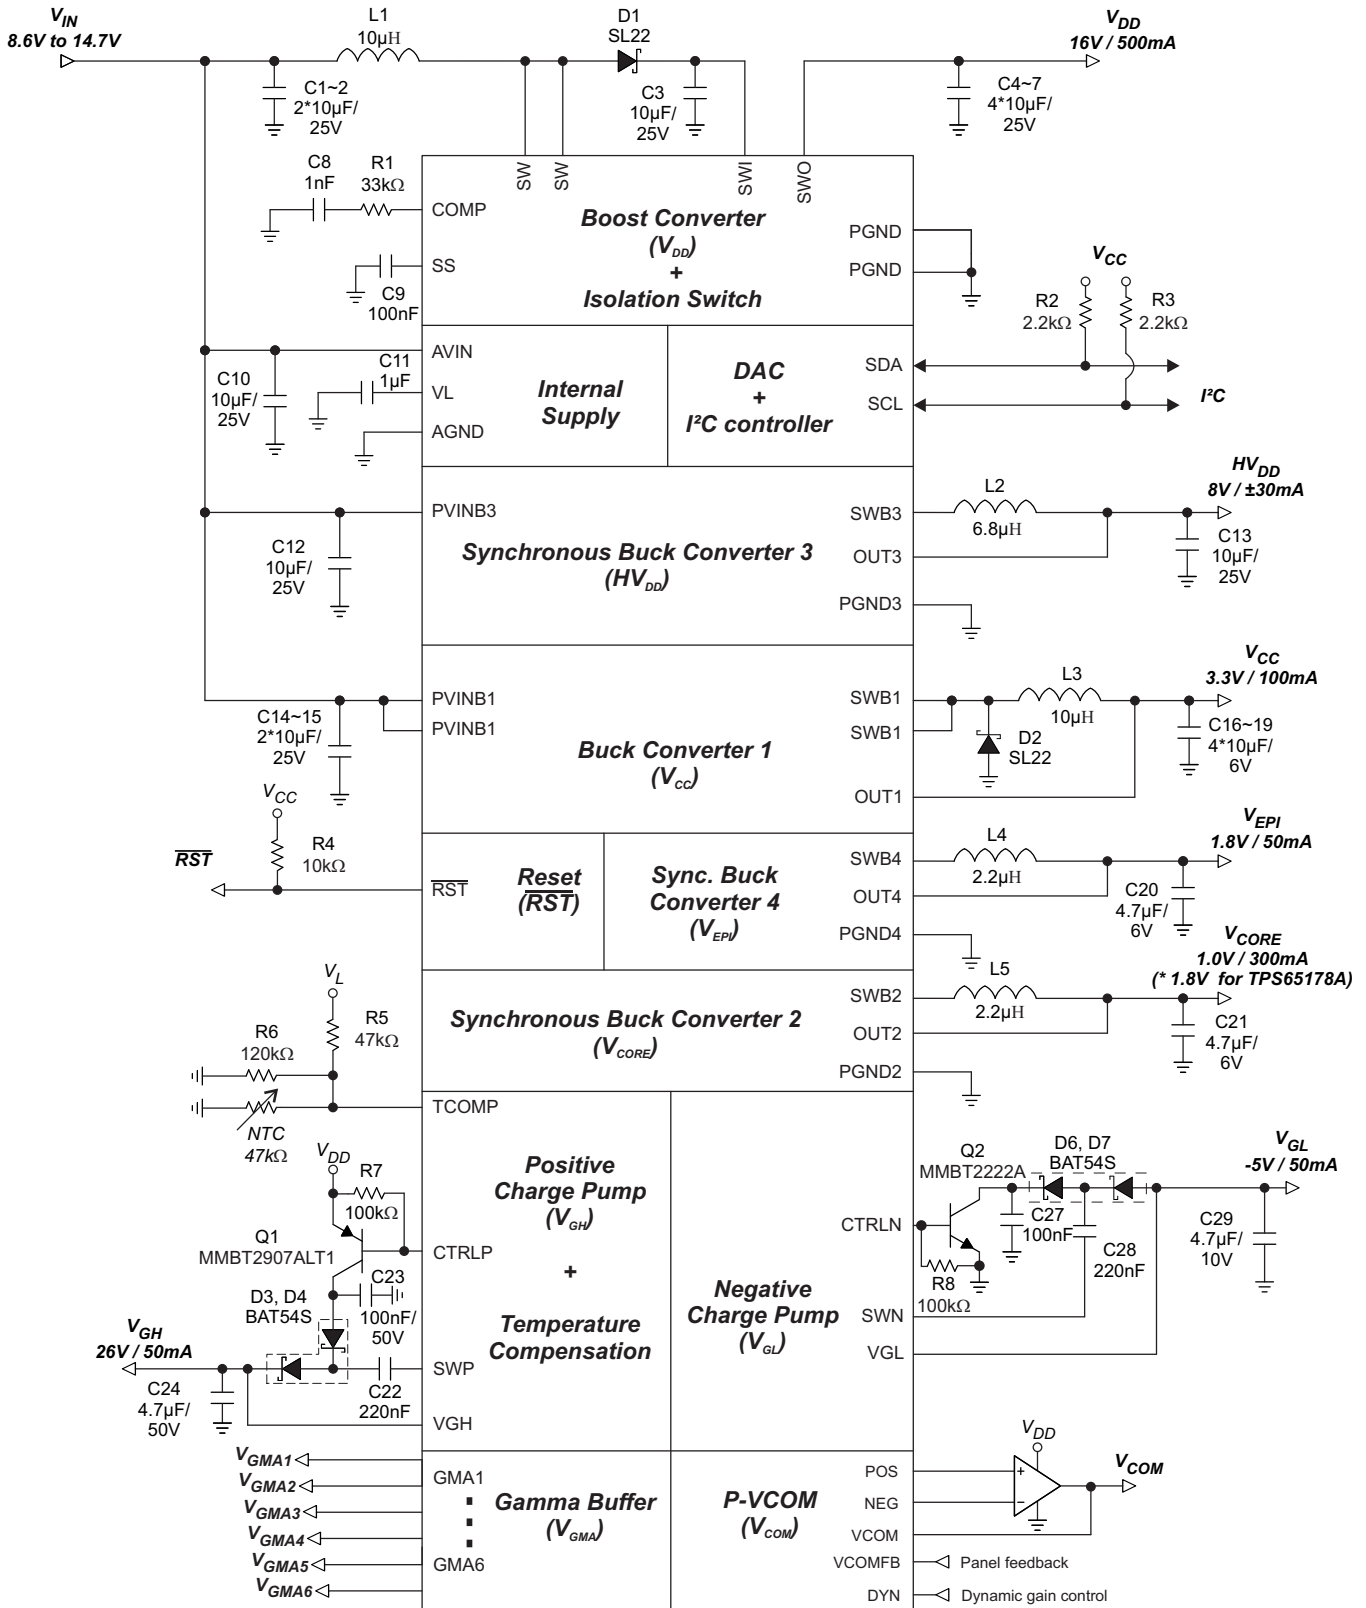 V_IN
8.6V to 14.7V
L1
10µH
D1
SL22
V_DD
16V / 500mA
C1~2
2*10µF/
25V
C3
10µF/
25V
C4~7
4*10µF/
25V
SW
SW
SWI
SWO
C8
1nF
R1
33kΩ
COMP
SS
C9
100nF
Boost Converter
(V_DD)
+
Isolation Switch
PGND
PGND
V_CC
R2
2.2kΩ
R3
2.2kΩ
AVIN
C10
10µF/
25V
C11
1µF
VL
AGND
Internal
Supply
DAC
+
I²C controller
SDA
SCL
I²C
PVINB3
C12
10µF/
25V
Synchronous Buck Converter 3
(HV_DD)
SWB3
OUT3
PGND3
L2
6.8µH
HV_DD
8V / ±30mA
C13
10µF/
25V
PVINB1
PVINB1
C14~15
2*10µF/
25V
Buck Converter 1
(V_CC)
SWB1
SWB1
OUT1
L3
10µH
D2
SL22
V_CC
3.3V / 100mA
C16~19
4*10µF/
6V
V_CC
R4
10kΩ
RST
RST
Reset
(RST)
Sync. Buck
Converter 4
(V_EPI)
SWB4
OUT4
PGND4
L4
2.2µH
V_EPI
1.8V / 50mA
C20
4.7µF/
6V
V_CORE
1.0V / 300mA
(* 1.8V for TPS65178A)
Synchronous Buck Converter 2
(V_CORE)
SWB2
OUT2
PGND2
L5
2.2µH
C21
4.7µF/
6V
V_L
R5
47kΩ
R6
120kΩ
NTC
47kΩ
TCOMP
V_DD
R7
100kΩ
Q1
MMBT2907ALT1
CTRLP
C23
100nF/
50V
D3, D4
BAT54S
V_GH
26V / 50mA
C24
4.7µF/
50V
C22
220nF
SWP
VGH
Positive
Charge Pump
(V_GH)
+
Temperature
Compensation
Negative
Charge Pump
(V_GL)
CTRLN
SWN
VGL
Q2
MMBT2222A
D6, D7
BAT54S
V_GL
-5V / 50mA
C27
100nF
C28
220nF
C29
4.7µF/
10V
R8
100kΩ
V_GMA1
V_GMA2
V_GMA3
V_GMA4
V_GMA5
V_GMA6
GMA1
GMA6
Gamma Buffer
(V_GMA)
P-VCOM
(V_COM)
POS
NEG
VCOM
VCOMFB
DYN
V_DD
+
−
V_COM
Panel feedback
Dynamic gain control